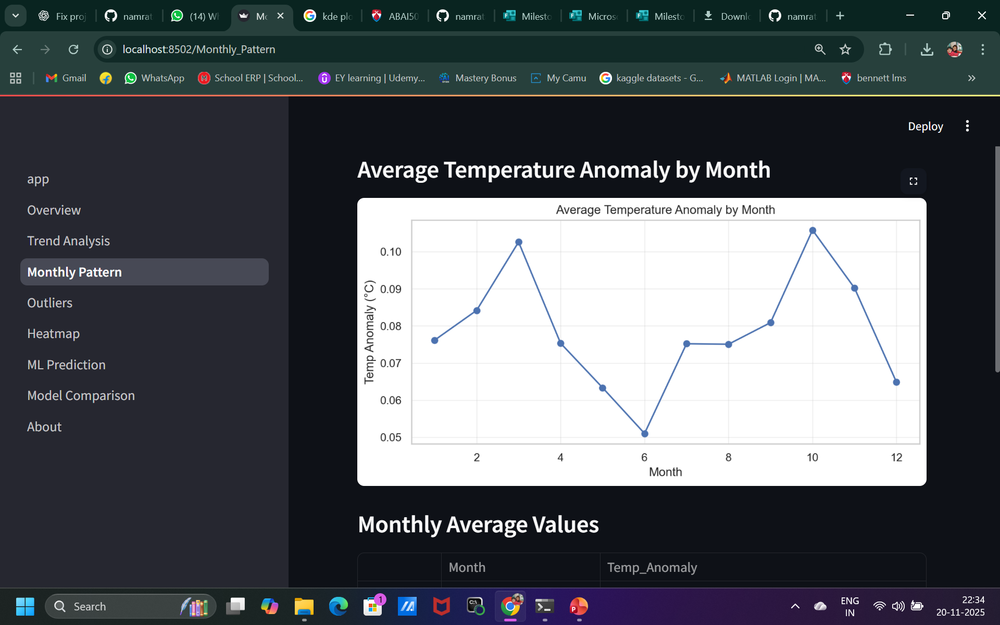 Fix proj
namrat
(14) W
Mo
kde plo
ABAI50
namrat
Milesto
Micros
Milesto
Downl
namrat
localhost:8502/Monthly_Pattern
Gmail
WhatsApp
School ERP | School...
EY learning | Udemy...
Mastery Bonus
My Camu
kaggle datasets - G...
MATLAB Login | MA...
bennett lms
Deploy
app
Overview
Trend Analysis
Monthly Pattern
Outliers
Heatmap
ML Prediction
Model Comparison
About
Average Temperature Anomaly by Month
Average Temperature Anomaly by Month
Temp Anomaly (°C)
0.10
0.09
0.08
0.07
0.06
0.05
2 4 6 8 10 12
Month
Monthly Average Values
Month Temp_Anomaly
Search
1
ENG
IN
22:34
20-11-2025